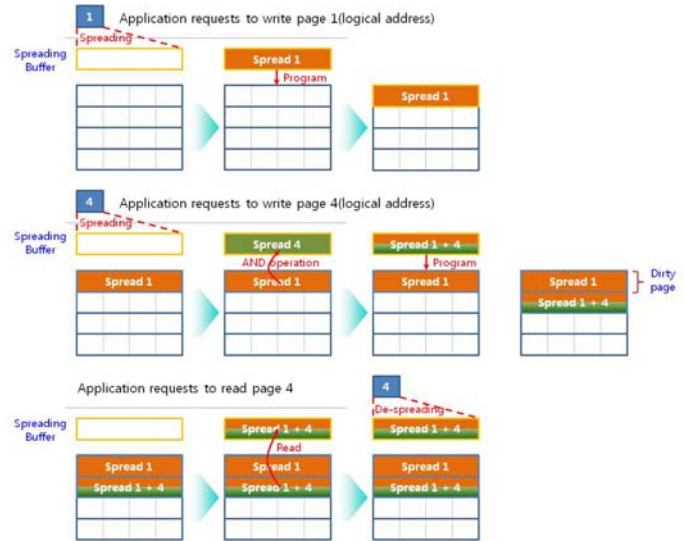 1
Application requests to write page 1(logical address)
Spreading
Spreading
Buffer
Spread 1
Program
Spread 1
4
Application requests to write page 4(logical address)
Spreading
Spreading
Buffer
Spread 4
Spread 1 + 4
AND operation
Program
Spread 1
Spread 1
Spread 1
Spread 1
Dirty
page
Spread 1 + 4
Application requests to read page 4
4
De-spreading
Spreading
Buffer
Spread 1 + 4
Spread 1 + 4
Read
Spread 1
Spread 1
Spread 1
Spread 1 + 4
Spread 1 + 4
Spread 1 + 4